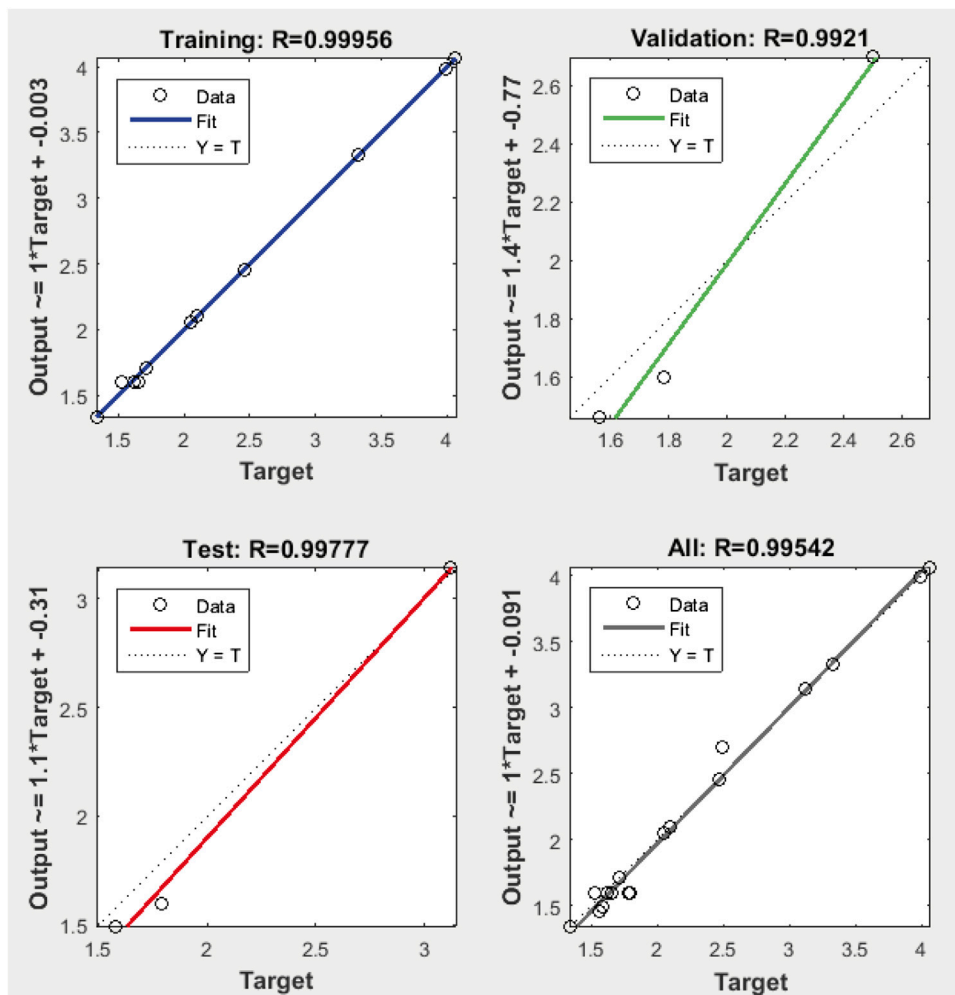 Training: R=0.99956
Output ~= 1*Target + -0.003
Data
Fit
Y = T
4
3.5
3
2.5
2
1.5
1.5 2 2.5 3 3.5 4
Target
Validation: R=0.9921
Output ~= 1.4*Target + -0.77
Data
Fit
Y = T
2.6
2.4
2.2
2
1.8
1.6
1.6 1.8 2 2.2 2.4 2.6
Target
Test: R=0.99777
Output ~= 1.1*Target + -0.31
Data
Fit
Y = T
3
2.5
2
1.5
1.5 2 2.5 3
Target
All: R=0.99542
Output ~= 1*Target + -0.091
Data
Fit
Y = T
4
3.5
3
2.5
2
1.5
1.5 2 2.5 3 3.5 4
Target